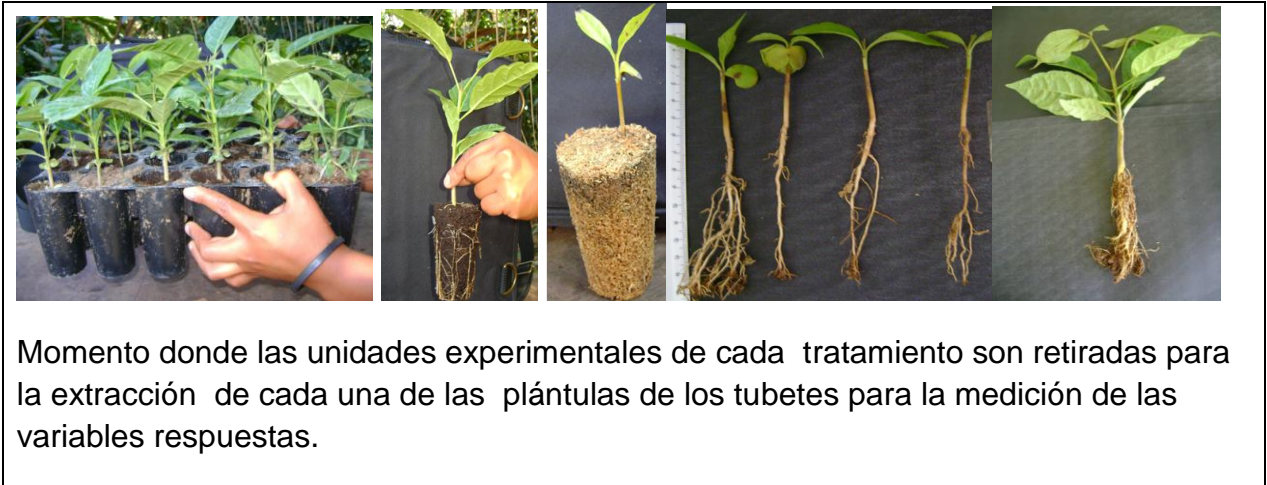 Momento donde las unidades experimentales de cada  tratamiento son retiradas para
la extracción  de cada una de las  plántulas de los tubetes para la medición de las
variables respuestas.